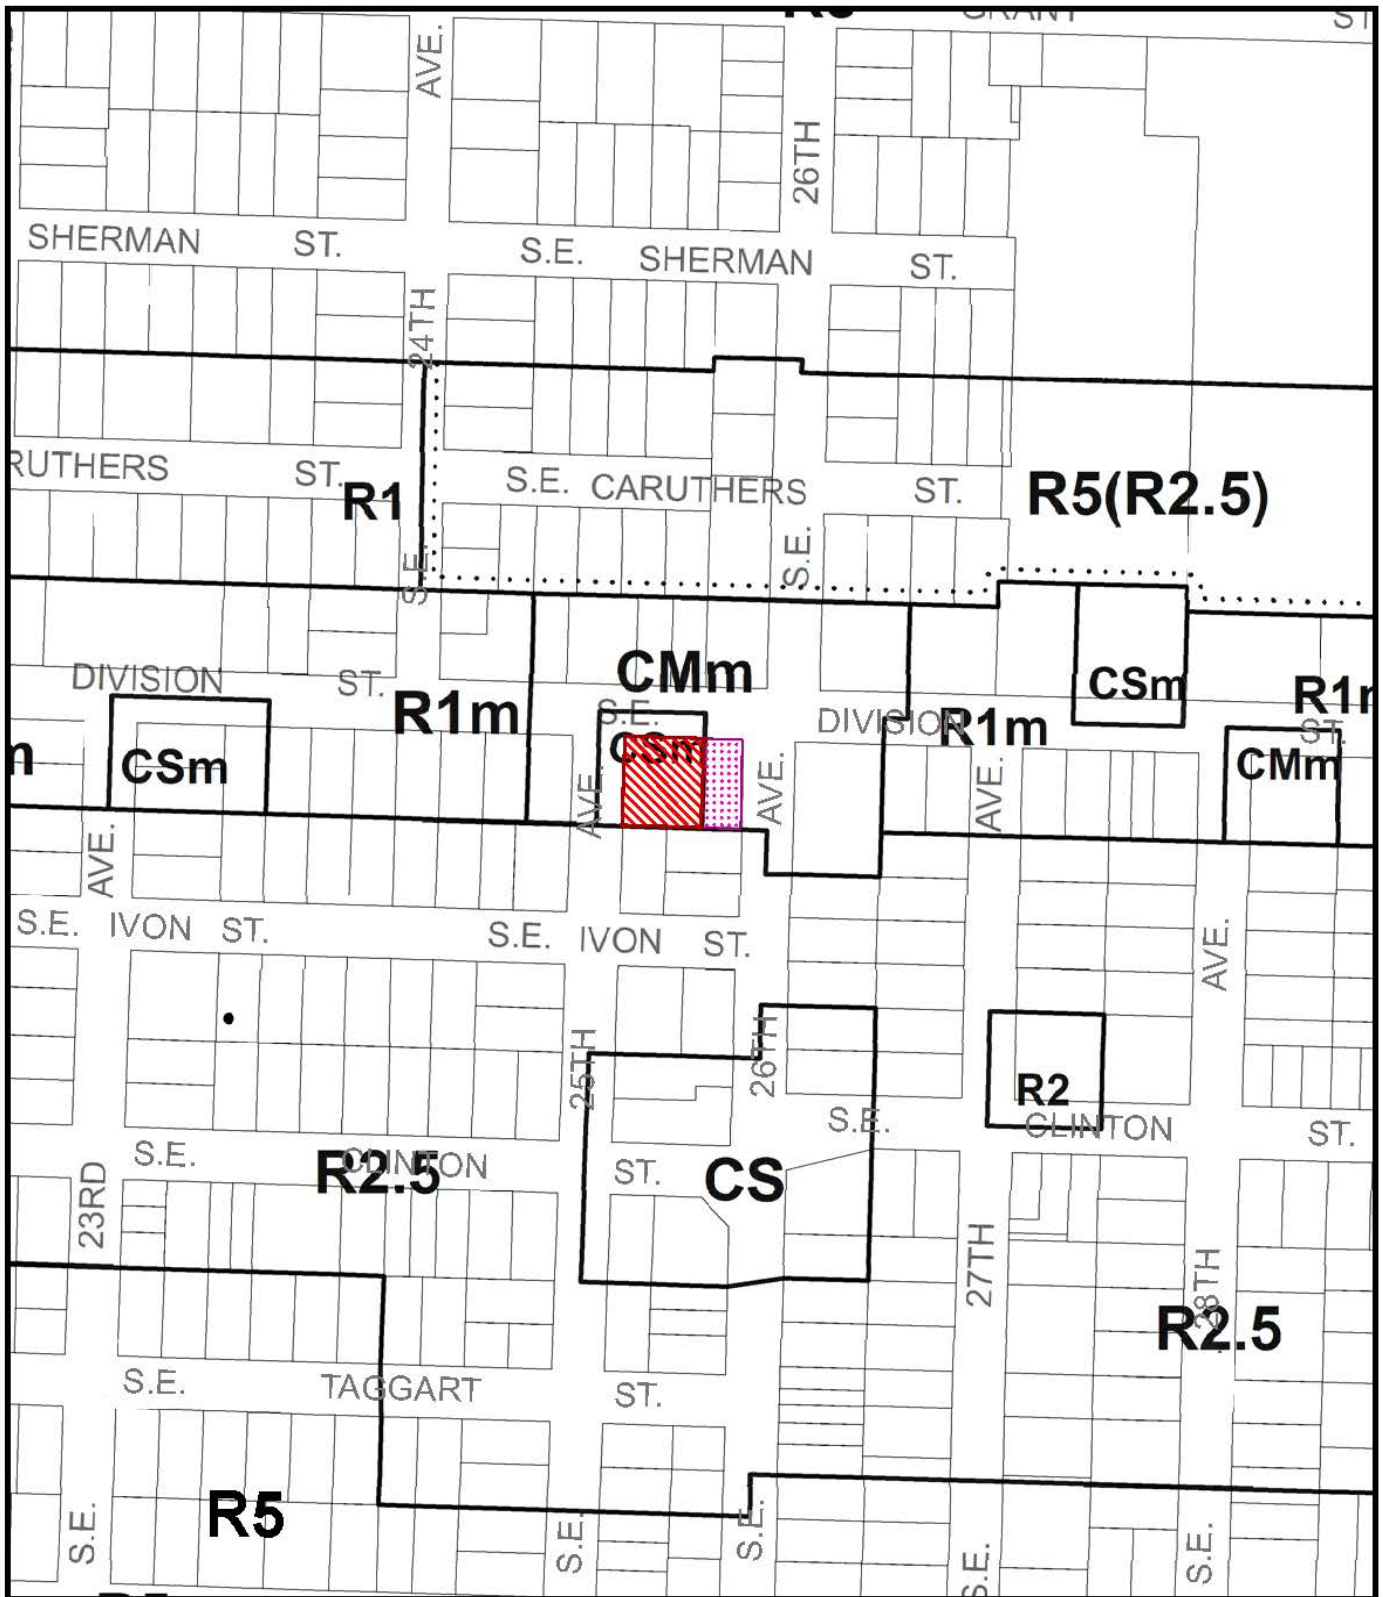 GRANT
ST
AVE.
26TH
SHERMAN ST. S.E. SHERMAN ST.
24TH
RUTHERS ST. S.E. CARUTHERS ST.
R1
R5(R2.5)
S.E.
S.E.
DIVISION ST.
CMm
CSm
R1m
R1m
S.E. DIVISION
R1m
ST.
CSm
CSm
CMm
m
AVE.
AVE.
AVE.
AVE.
S.E. IVON ST. S.E. IVON ST.
AVE.
25TH
26TH
R2
S.E. CLINTON ST.
S.E. CLINTON ST.
R2.5
CS
23RD
27TH
28TH
R2.5
S.E. TAGGART ST.
R5
S.E.
S.E.
S.E.
S.E.
S.E.